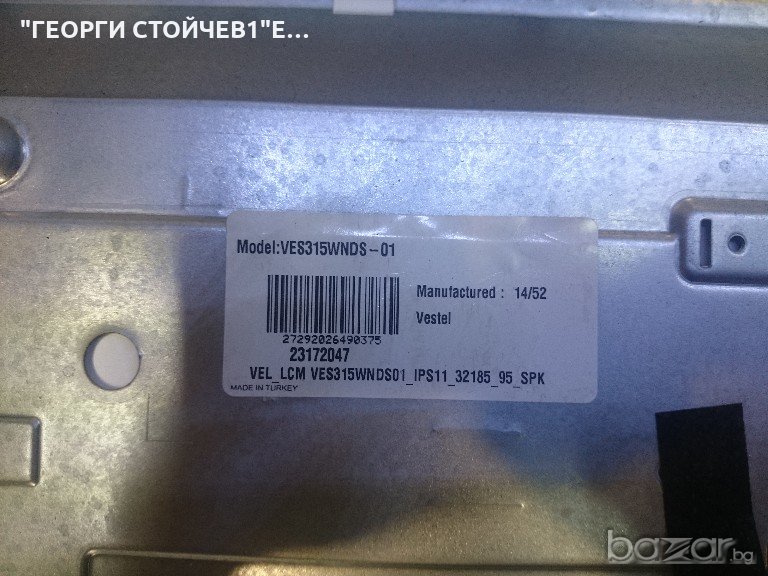 "ГЕОРГИ СТОЙЧЕВ1"Е...
Model:VES315WNDS-01
Manufactured : 14/52
Vestel
27292026490375
23172047
VEL_LCM VES315WNDS01_IPS11_32185_95_SPK
MADE IN TURKEY
bazar.bg